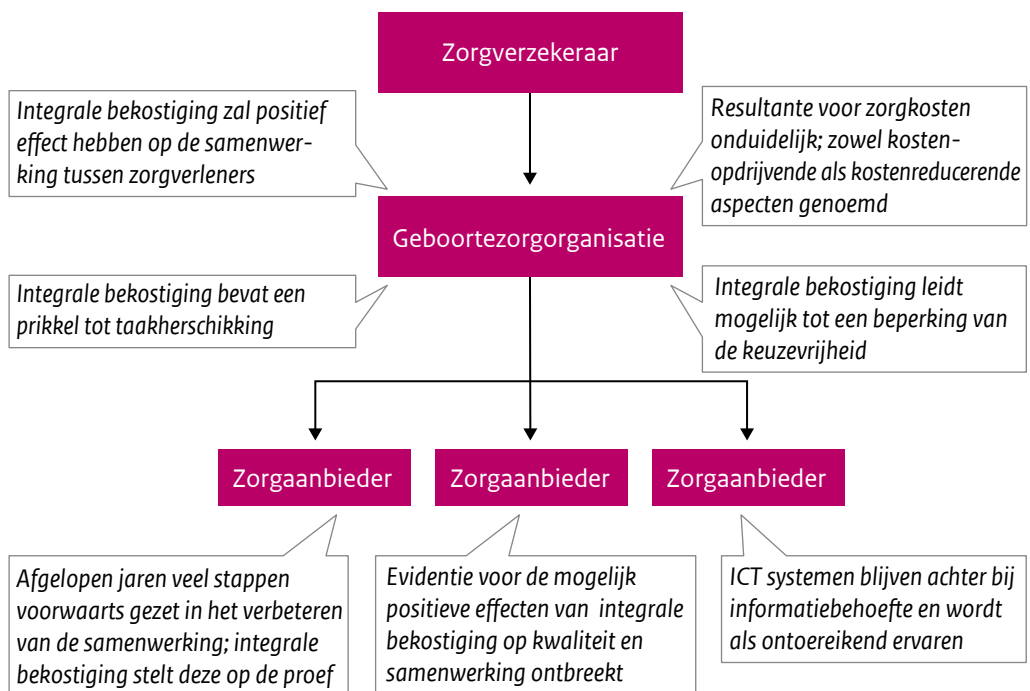 Zorgverzekeraar
Integrale bekostiging zal positief
effect hebben op de samenwer-
king tussen zorgverleners
Resultante voor zorgkosten
onduidelijk; zowel kosten-
opdrijvende als kostenreducerende
aspecten genoemd
Geboortezorgorganisatie
Integrale bekostiging bevat een
prikkel tot taakherschikking
Integrale bekostiging leidt
mogelijk tot een beperking van
de keuzevrijheid
Zorgaanbieder
Zorgaanbieder
Zorgaanbieder
Afgelopen jaren veel stappen
voorwaarts gezet in het verbeteren
van de samenwerking; integrale
bekostiging stelt deze op de proef
Evidentie voor de mogelijk
positieve effecten van integrale
bekostiging op kwaliteit en
samenwerking ontbreekt
ICT systemen blijven achter bij
informatiebehoefte en wordt
als ontoereikend ervaren